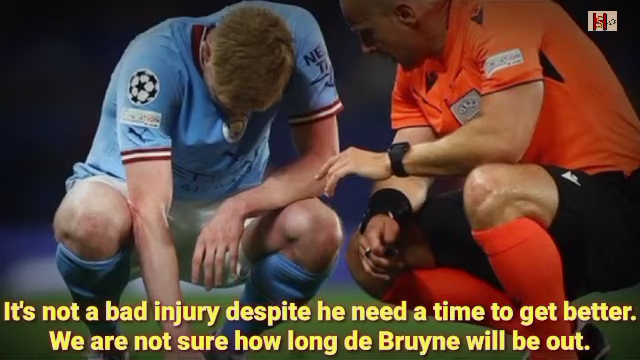 It's not a bad injury despite he need a time to get better.
We are not sure how long de Bruyne will be out.